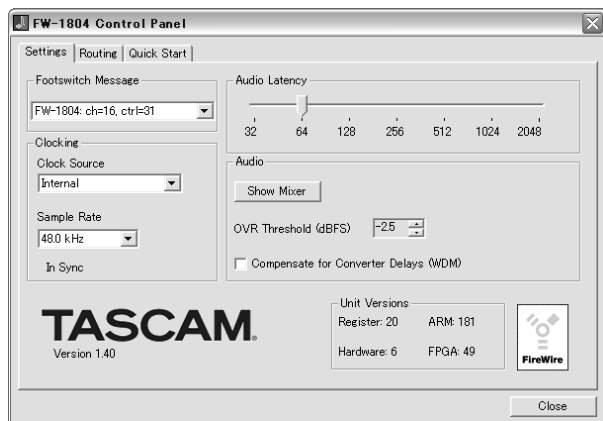 FW-1804 Control Panel
Settings Routing Quick Start
Footswitch Message
FW-1804: ch=16, ctrl=31
Clocking
Clock Source
Internal
Sample Rate
48.0 kHz
In Sync
Audio Latency
32 64 128 256 512 1024 2048
Audio
Show Mixer
OVR Threshold (dBFS) -2.5
Compensate for Converter Delays (WDM)
TASCAM.
Version 1.40
Unit Versions
Register: 20 ARM: 181
Hardware: 6 FPGA: 49
FireWire
Close